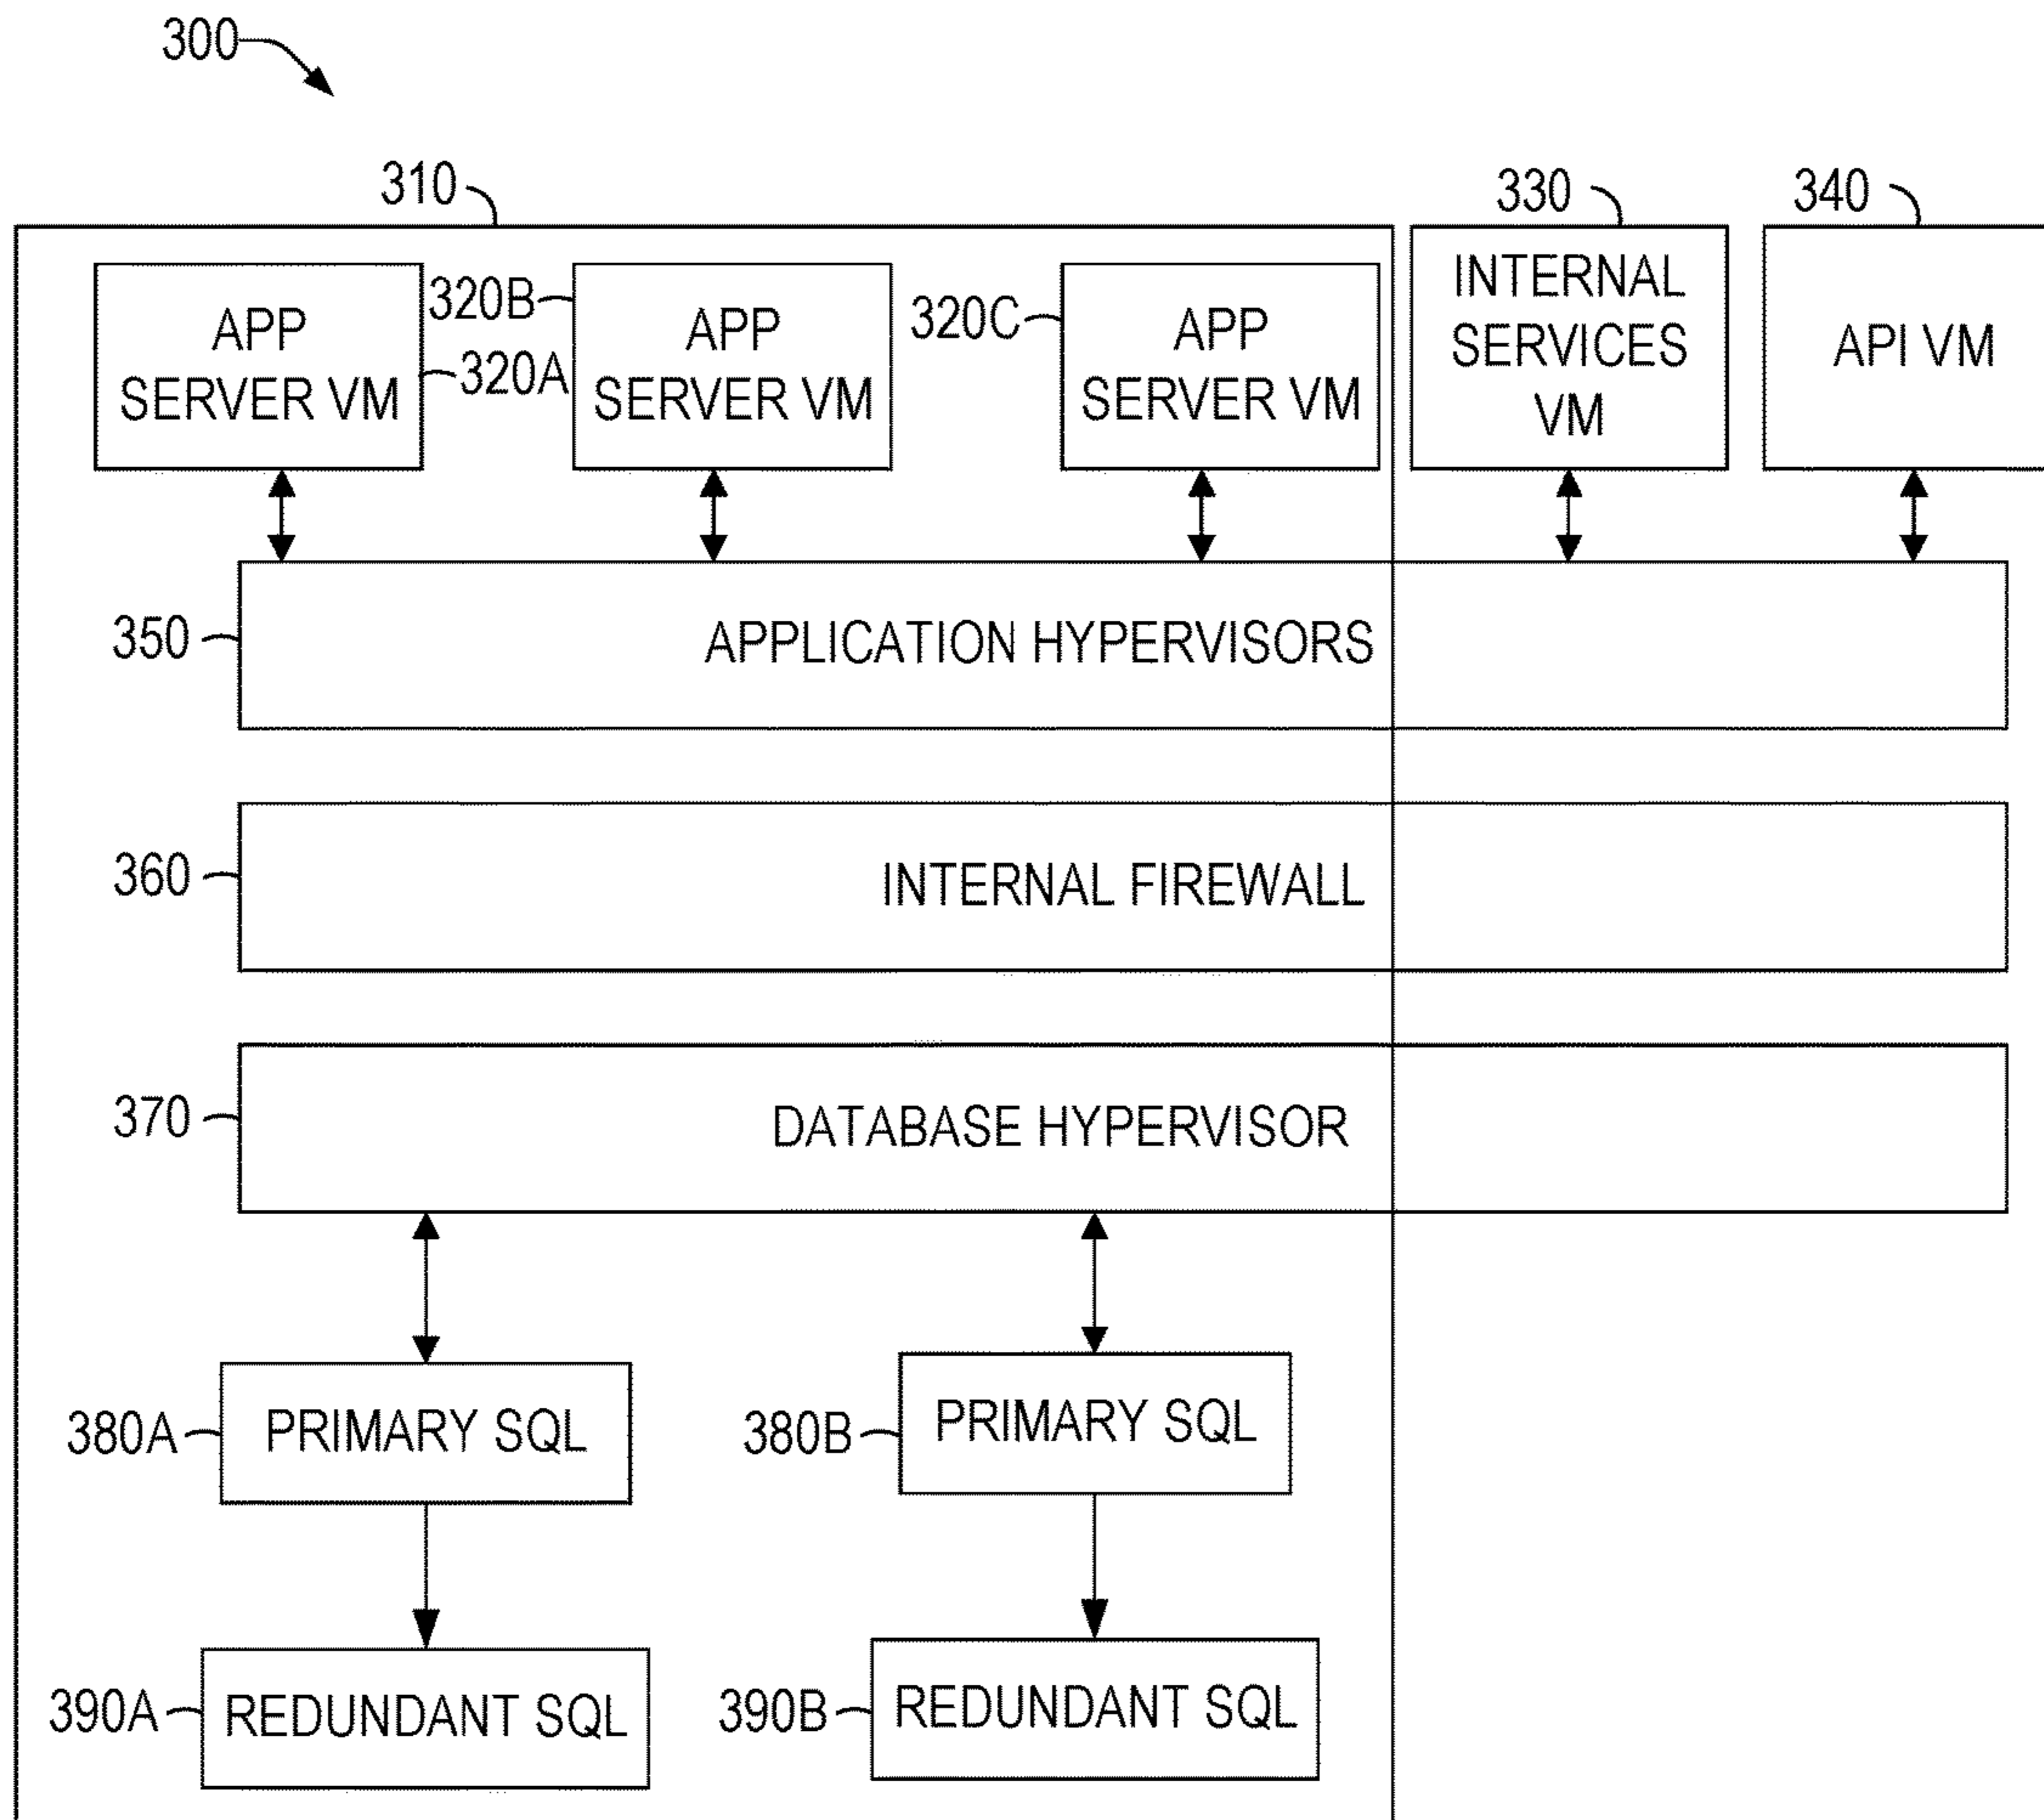 300
310
330
340
APP
SERVER VM
320A
320B
APP
SERVER VM
320C
APP
SERVER VM
INTERNAL
SERVICES
VM
API VM
350
APPLICATION HYPERVISORS
360
INTERNAL FIREWALL
370
DATABASE HYPERVISOR
380A
PRIMARY SQL
380B
PRIMARY SQL
390A
REDUNDANT SQL
390B
REDUNDANT SQL